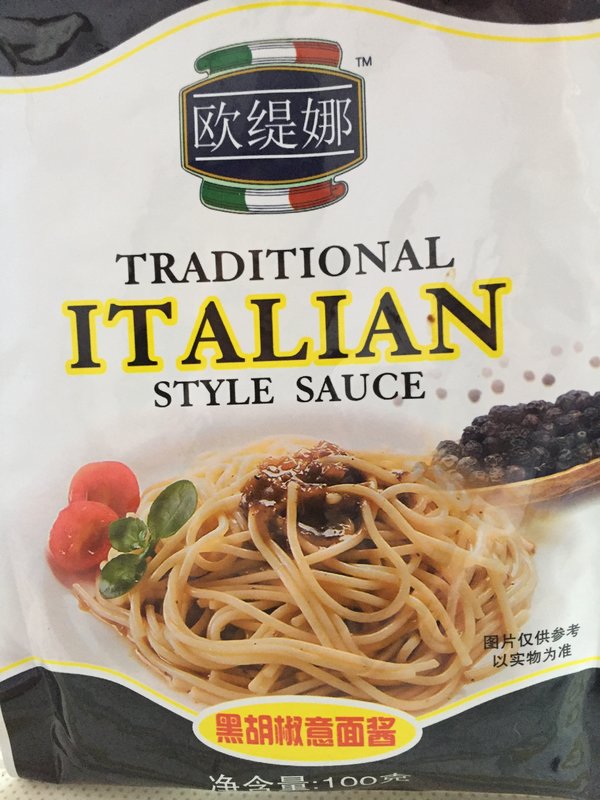 欧缇娜
TM
TRADITIONAL
ITALIAN
STYLE SAUCE
图片仅供参考
以实物为准
黑胡椒意面酱
净含量:100克